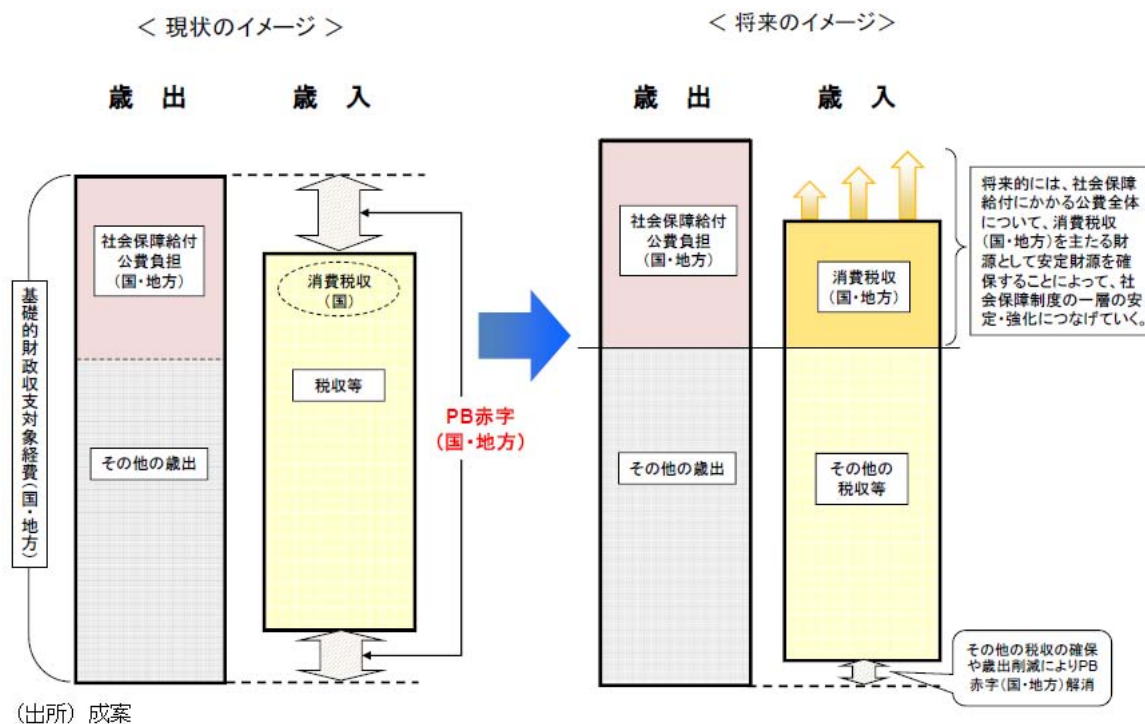 ＜ 現状のイメージ ＞
歳 出
歳 入
基礎的財政収支対象経費(国・地方)
社会保障給付
公費負担
(国・地方)
その他の歳出
消費税収
(国)
税収等
PB赤字
(国・地方)
＜ 将来のイメージ＞
歳 出
歳 入
社会保障給付
公費負担
(国・地方)
その他の歳出
消費税収
(国・地方)
その他の
税収等
将来的には、社会保障
給付にかかる公費全体
について、消費税収
(国・地方)を主たる財
源として安定財源を確
保することによって、社
会保障制度の一層の安
定・強化につなげていく。
その他の税収の確保
や歳出削減によりPB
赤字(国・地方)解消
(出所) 成案